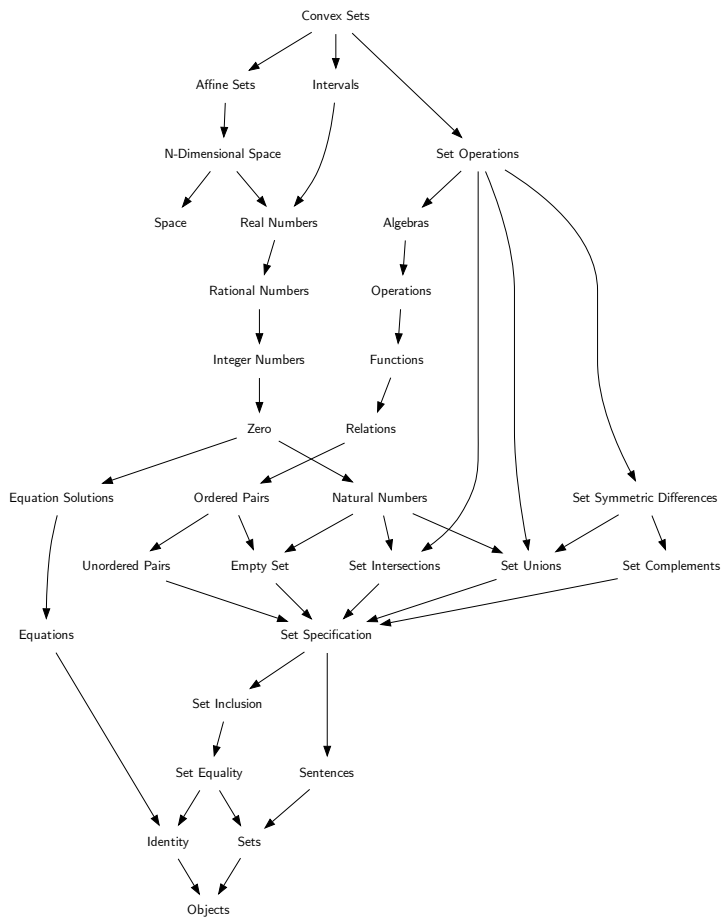 Convex Sets
Affine Sets
Intervals
N-Dimensional Space
Set Operations
Space
Real Numbers
Algebras
Rational Numbers
Operations
Integer Numbers
Functions
Zero
Relations
Equation Solutions
Ordered Pairs
Natural Numbers
Set Symmetric Differences
Unordered Pairs
Empty Set
Set Intersections
Set Unions
Set Complements
Equations
Set Specification
Set Inclusion
Set Equality
Sentences
Identity
Sets
Objects